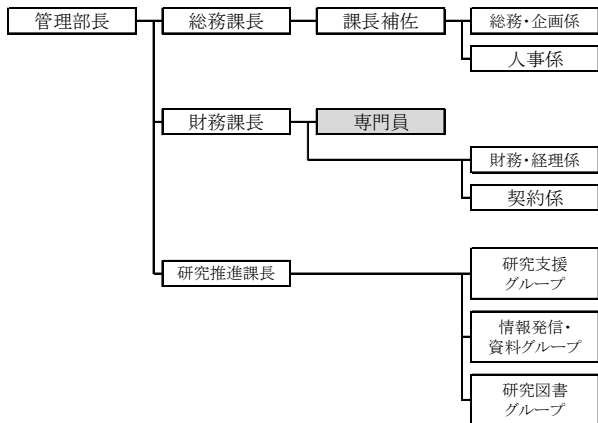 管理部長
総務課長
課長補佐
総務・企画係
人事係
財務課長
専門員
財務・経理係
契約係
研究推進課長
研究支援
グループ
情報発信・
資料グループ
研究図書
グループ